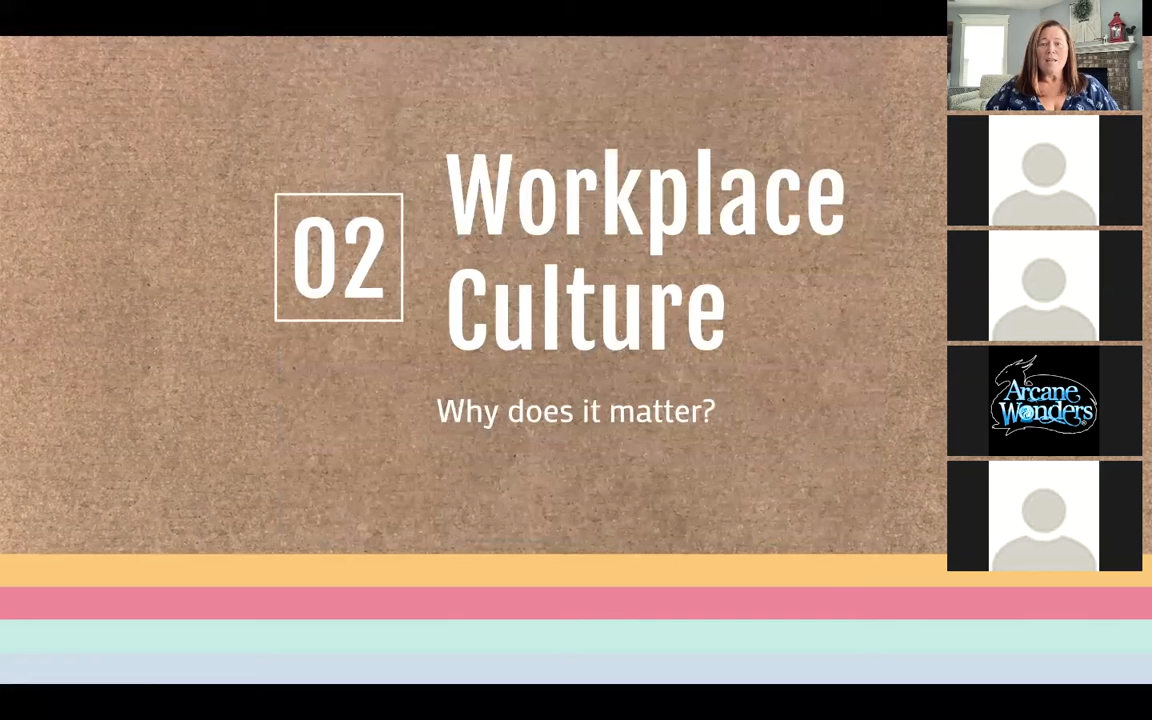 02
Workplace
Culture
Why does it matter?
Arcane
Wonders